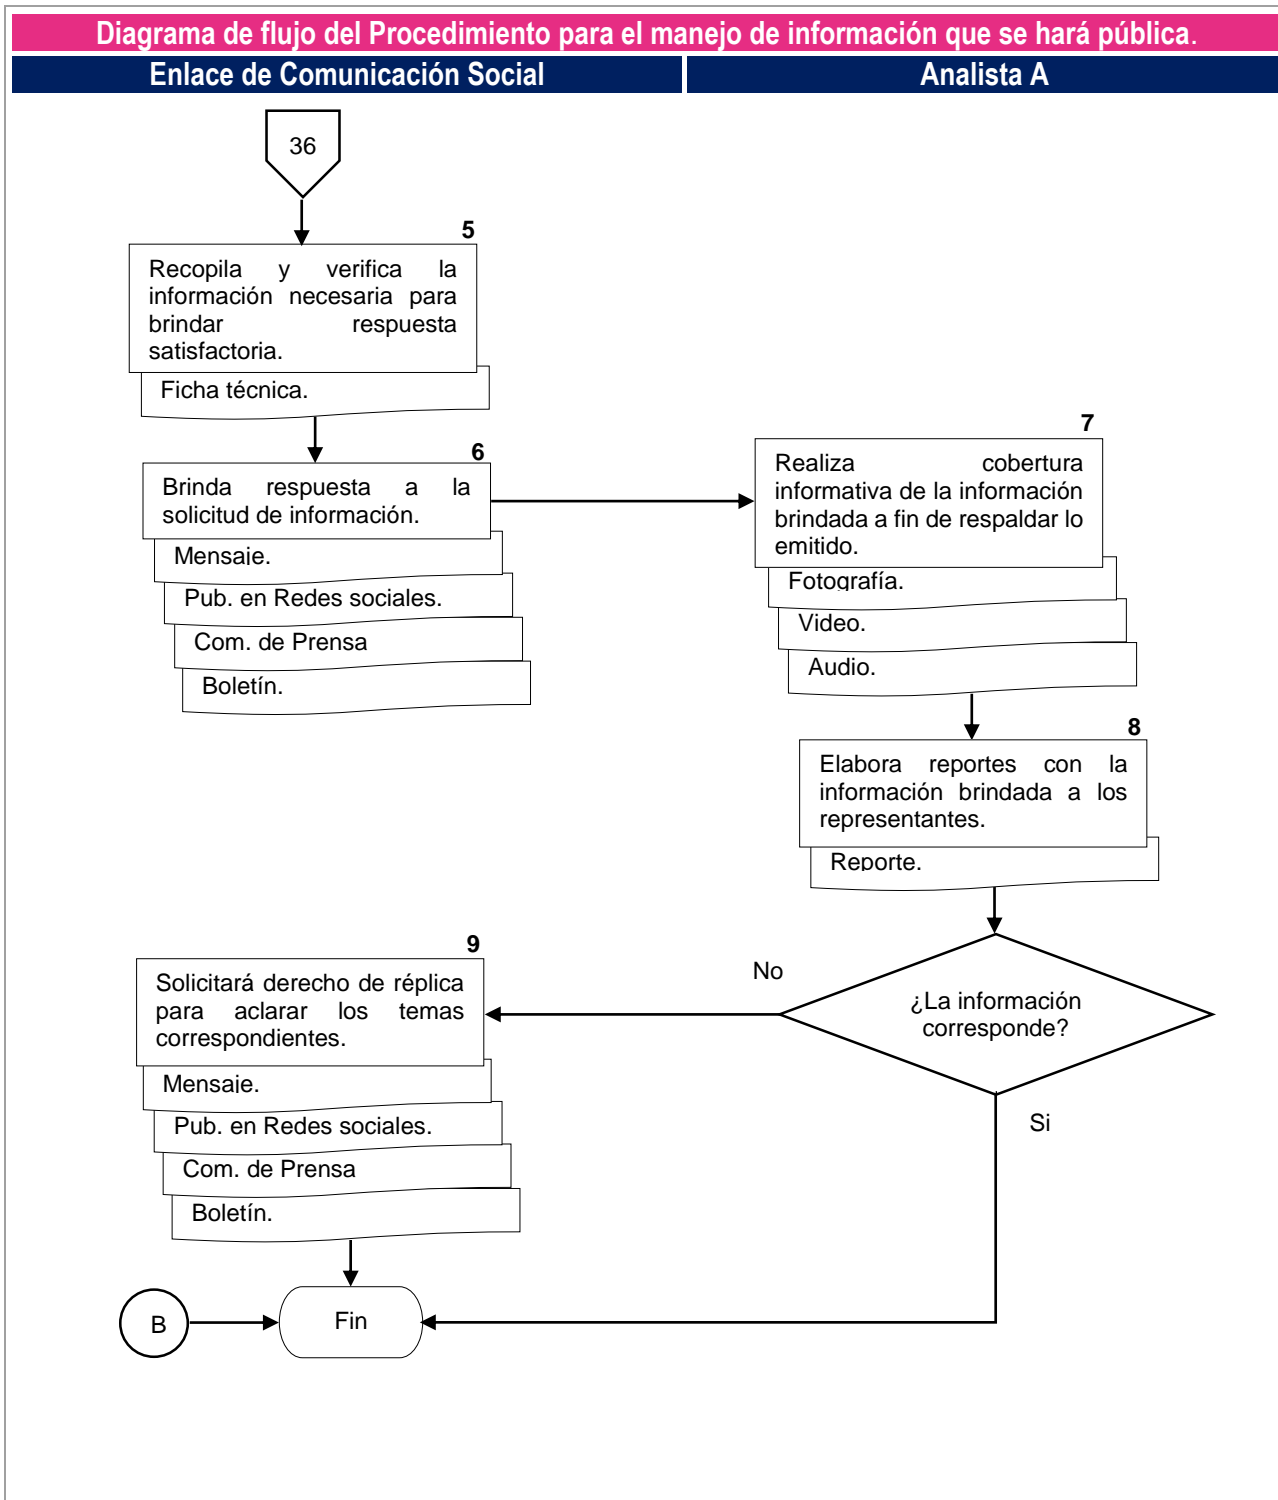 Diagrama de flujo del Procedimiento para el manejo de información que se hará pública.
Enlace de Comunicación Social
Analista A
36
5
Recopila y verifica la
información necesaria para
brindar respuesta
satisfactoria.
Ficha técnica.
6
Brinda respuesta a la
solicitud de información.
Mensaje.
Pub. en Redes sociales.
Com. de Prensa
Boletín.
7
Realiza cobertura
informativa de la información
brindada a fin de respaldar lo
emitido.
Fotografía.
Video.
Audio.
8
Elabora reportes con la
información brindada a los
representantes.
Reporte.
¿La información
corresponde?
No
Si
9
Solicitará derecho de réplica
para aclarar los temas
correspondientes.
Mensaje.
Pub. en Redes sociales.
Com. de Prensa
Boletín.
B
Fin